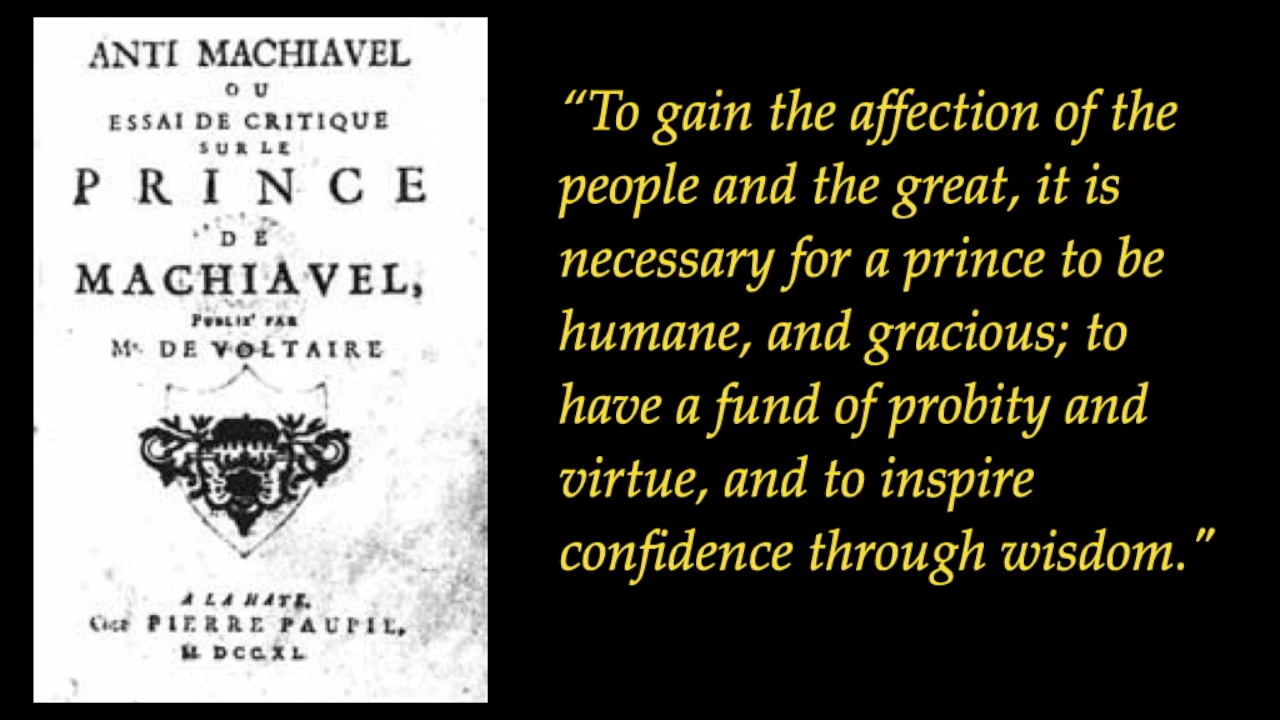 ANTI MACHIAVEL
OU
ESSAI DE CRITIQUE
SUR LE
PRINCE
DE
MACHIAVEL,
PUBLIE' PAR
Mr. DE VOLTAIRE
A LA HAYE,
Chez PIERRE PAUPIE,
M DCC.XL
“To gain the affection of the
people and the great, it is
necessary for a prince to be
humane, and gracious; to
have a fund of probity and
virtue, and to inspire
confidence through wisdom.”